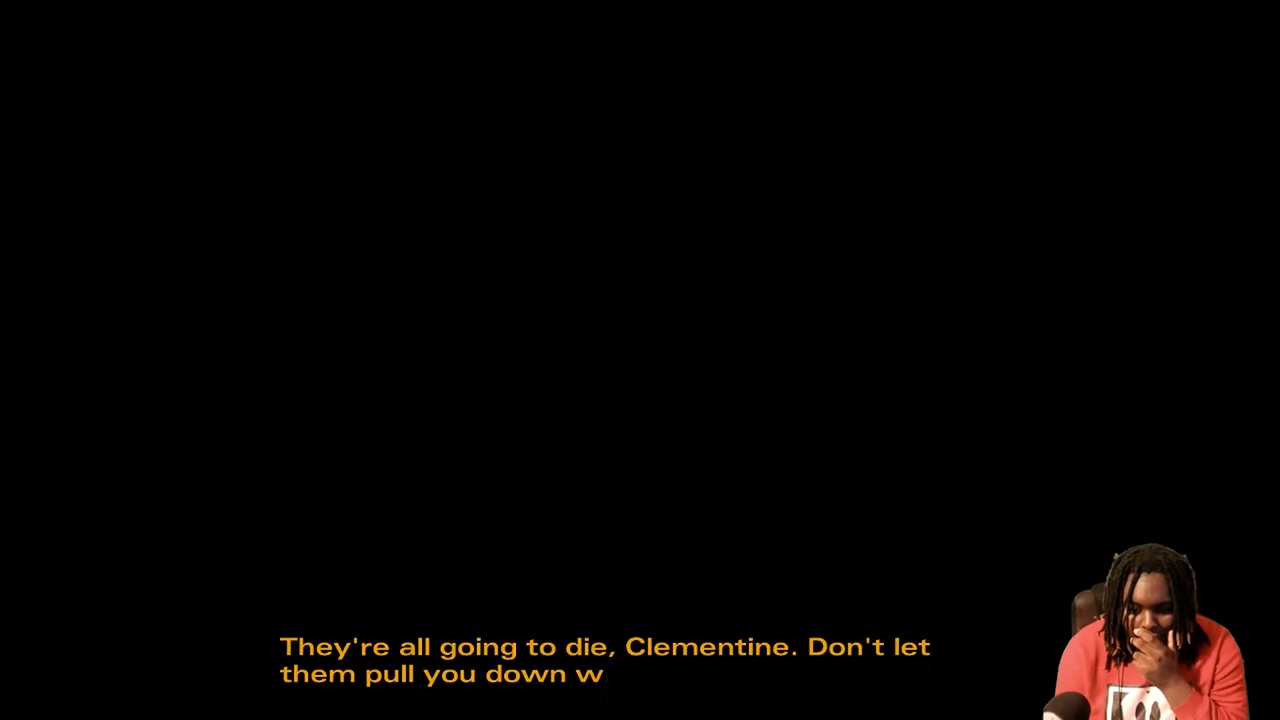 They're all going to die, Clementine. Don't let
them pull you down w